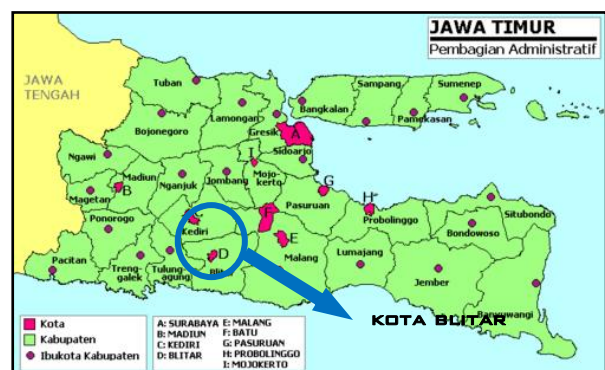 JAWA TIMUR
Pembagian Administratif
JAWA
TENGAH
Tuban
Sampang
Sumenep
Bangkalan
Pamekasan
Lamongan
Gresik
Bojonegoro
A
Sidoarjo
I
Ngawi
Madiun
B
Nganjuk
Jombang
Mojo-
kerto
G
Pasuruan
Magetan
H
Probolinggo
Situbondo
Ponorogo
Kediri
F
E
Bondowoso
D
Malang
Lumajang
Jember
Pacitan
Treng-
galek
Tulung-
agung
Banyuwangi
KOTA BLITAR
Kota
Kabupaten
Ibukota Kabupaten
A: SURABAYA E: MALANG
B: MADIUN F: BATU
C: KEDIRI G: PASURUAN
D: BLITAR H: PROBOLINGGO
I: MOJOKERTO